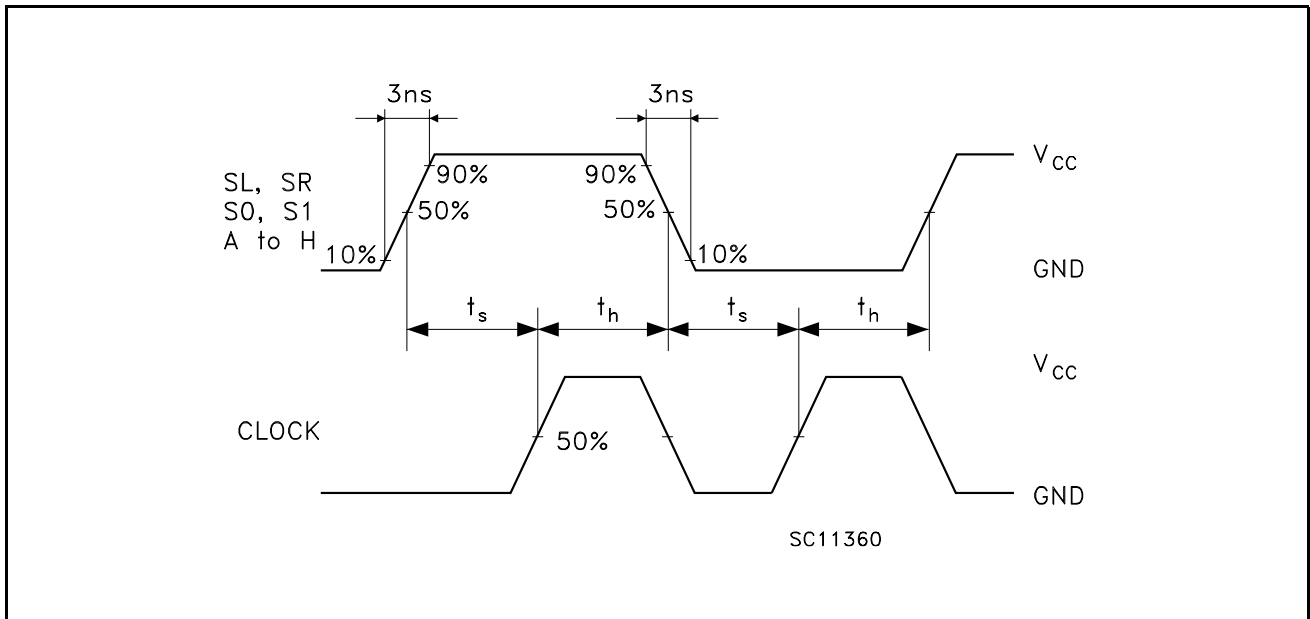 3ns 3ns
V_CC
90% 90%
SL, SR
S0, S1
A to H
50% 50%
10% 10%
GND
t_s t_h t_s t_h
V_CC
CLOCK
50%
GND
SC11360